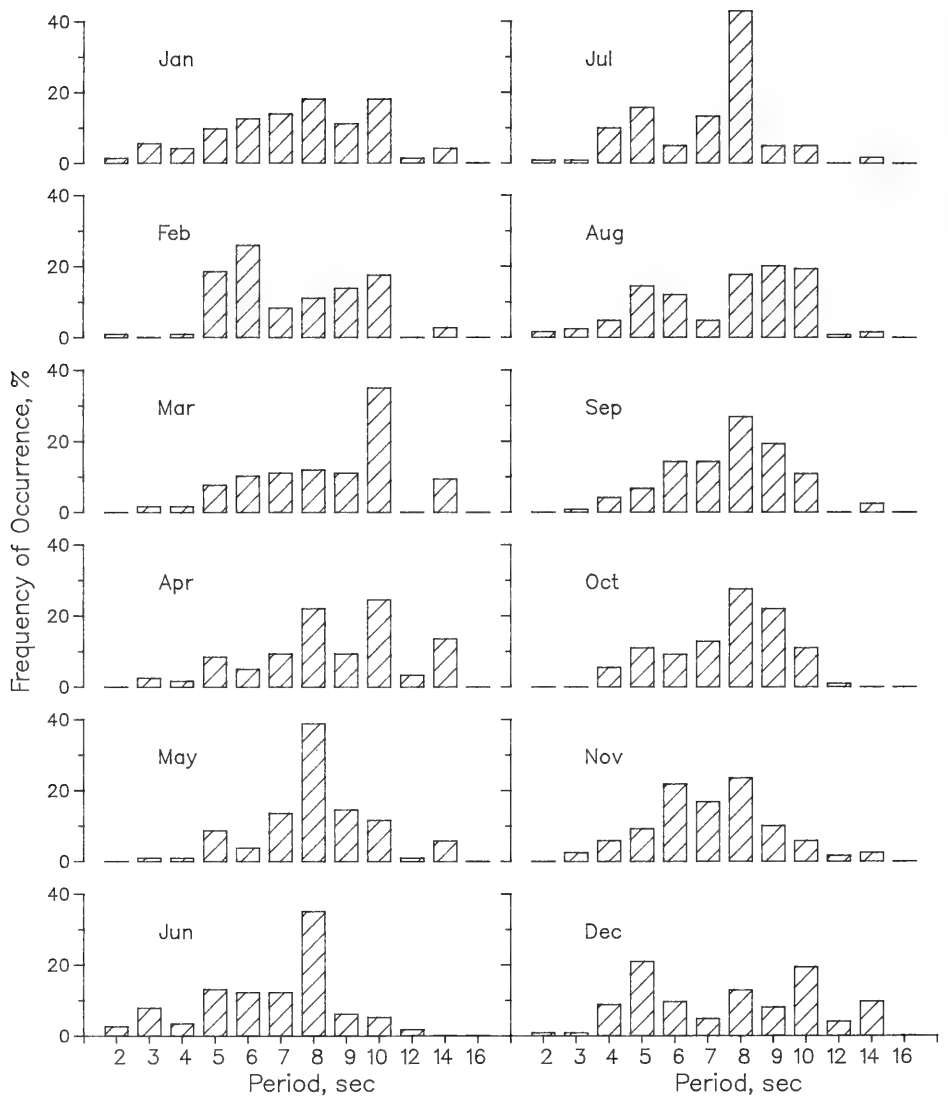 40
20
0
Jan
Jul
40
20
0
Feb
Aug
40
20
0
Mar
Sep
40
20
0
Apr
Oct
40
20
0
May
Nov
40
20
0
Jun
Dec
Frequency of Occurrence, %
2 3 4 5 6 7 8 9 10 12 14 16
2 3 4 5 6 7 8 9 10 12 14 16
Period, sec
Period, sec